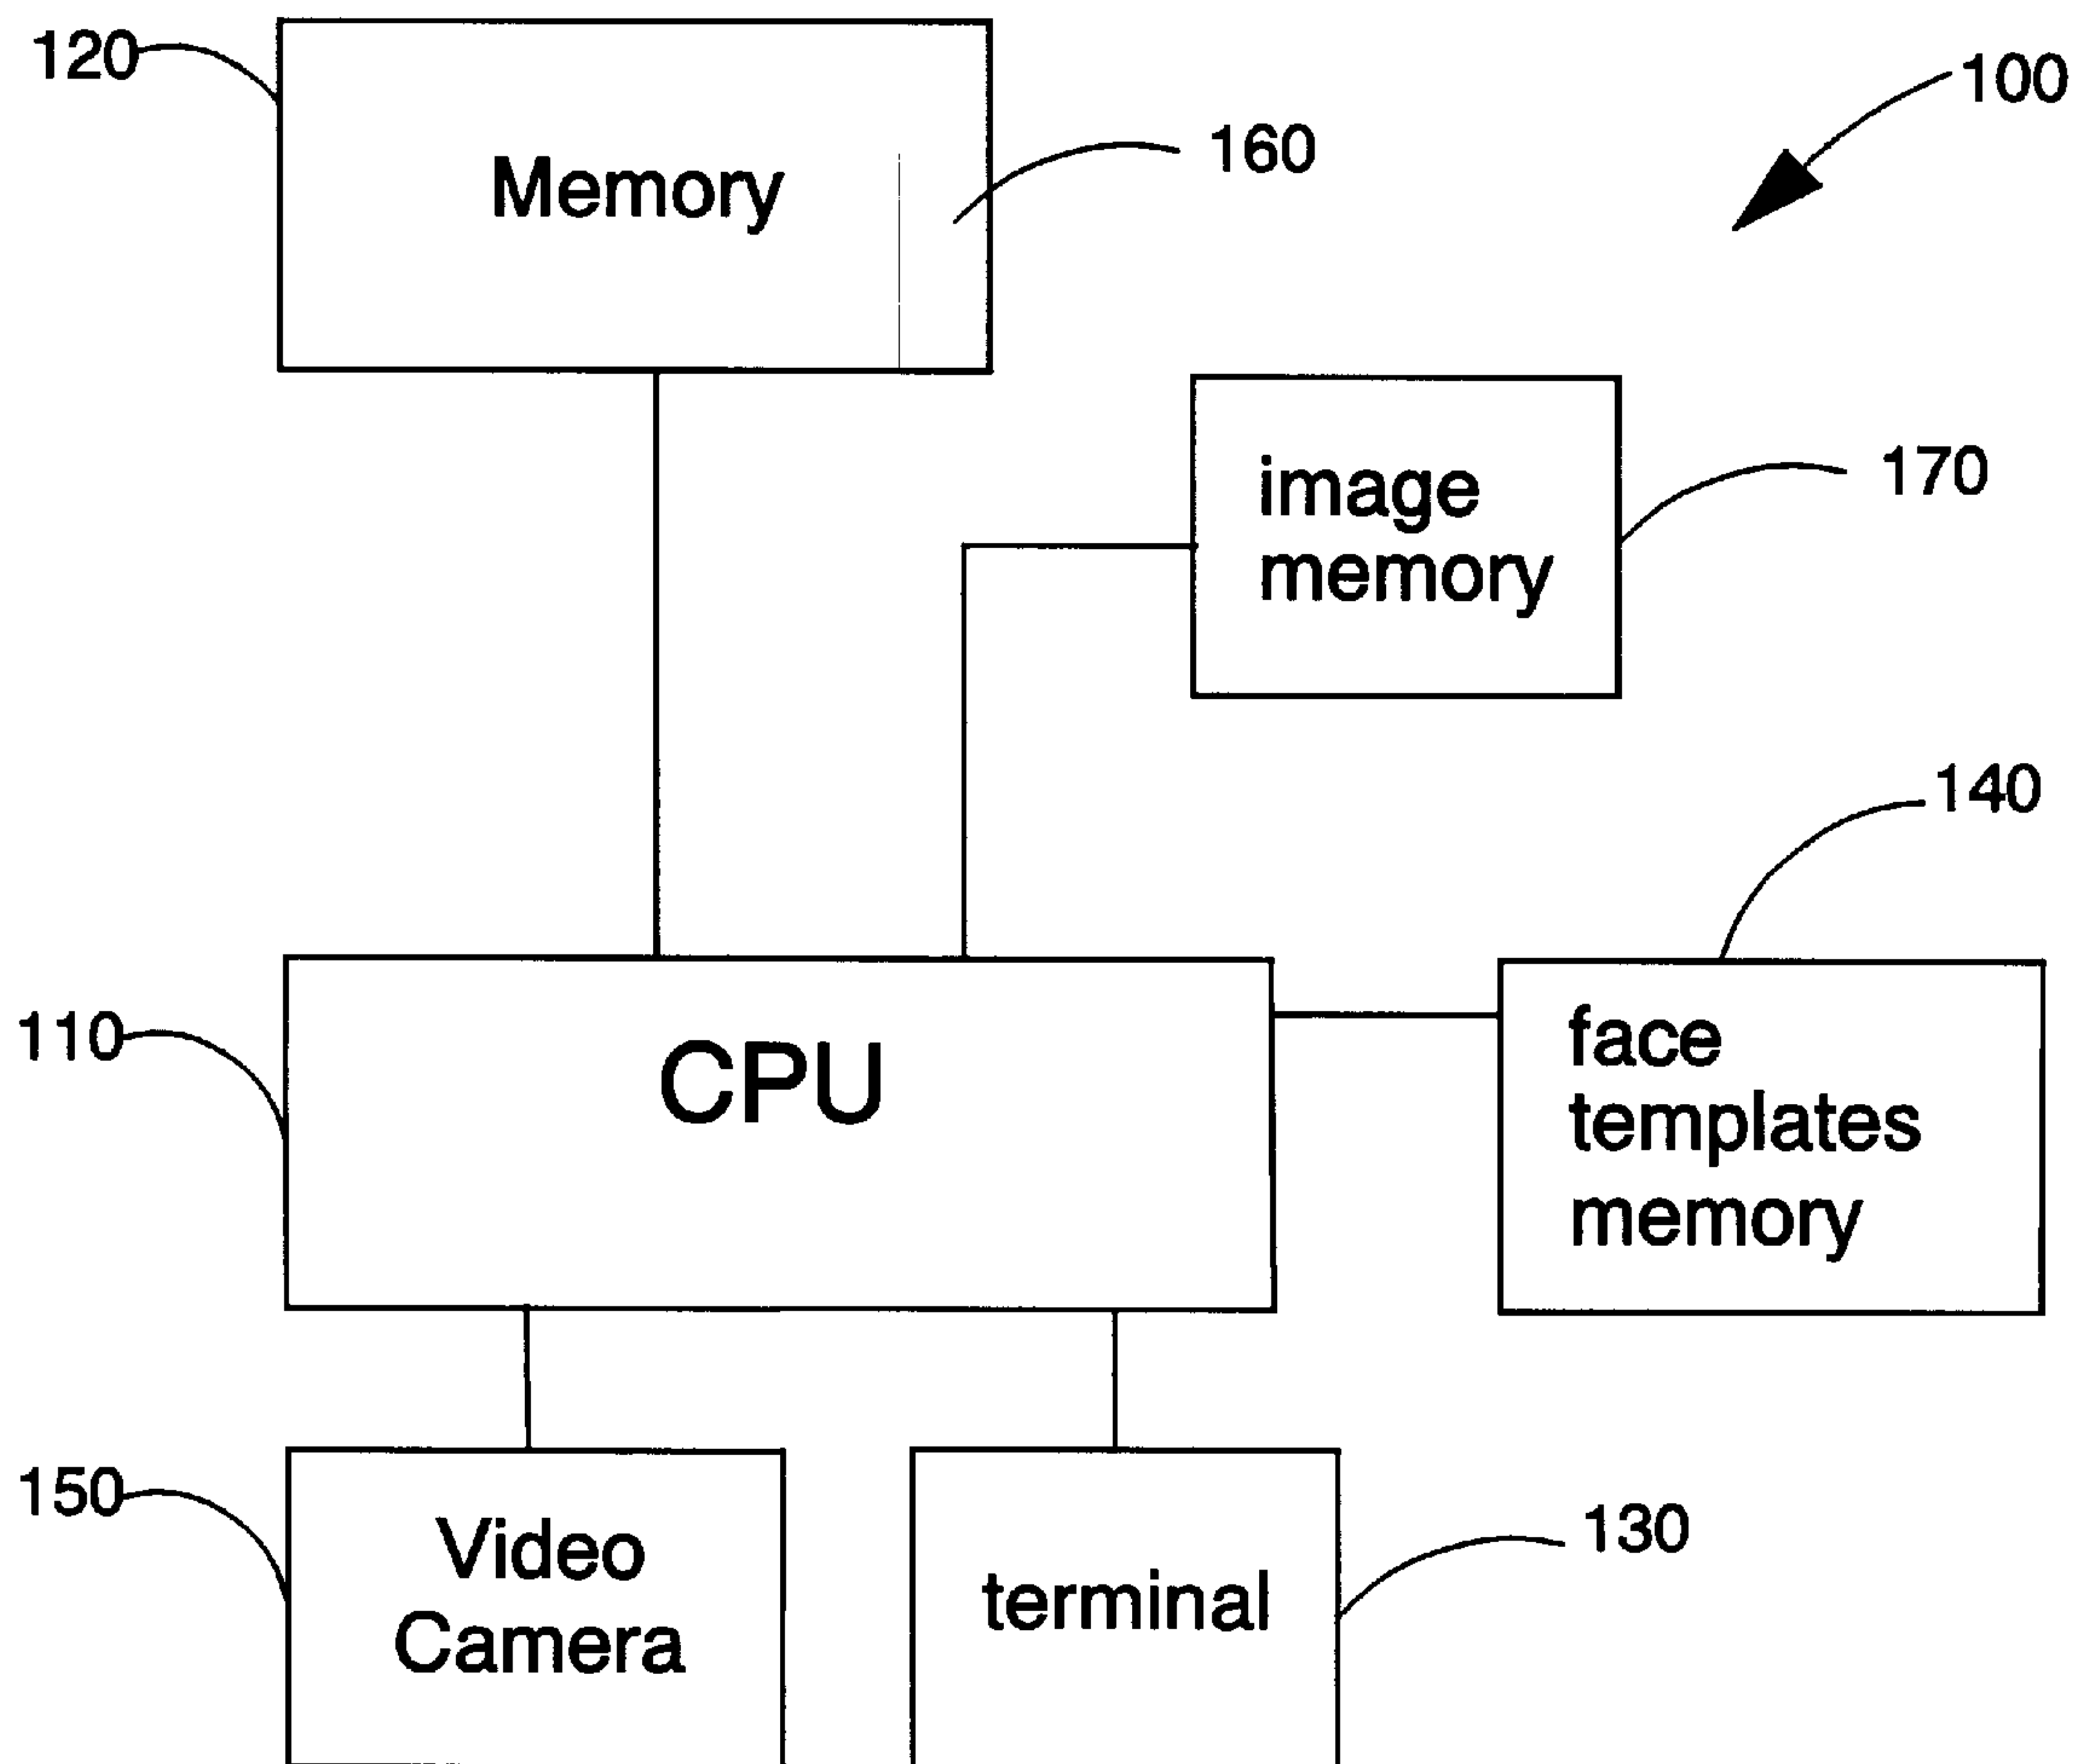 120
100
160
Memory
170
image
memory
140
110
CPU
face
templates
memory
150
130
Video
Camera
terminal